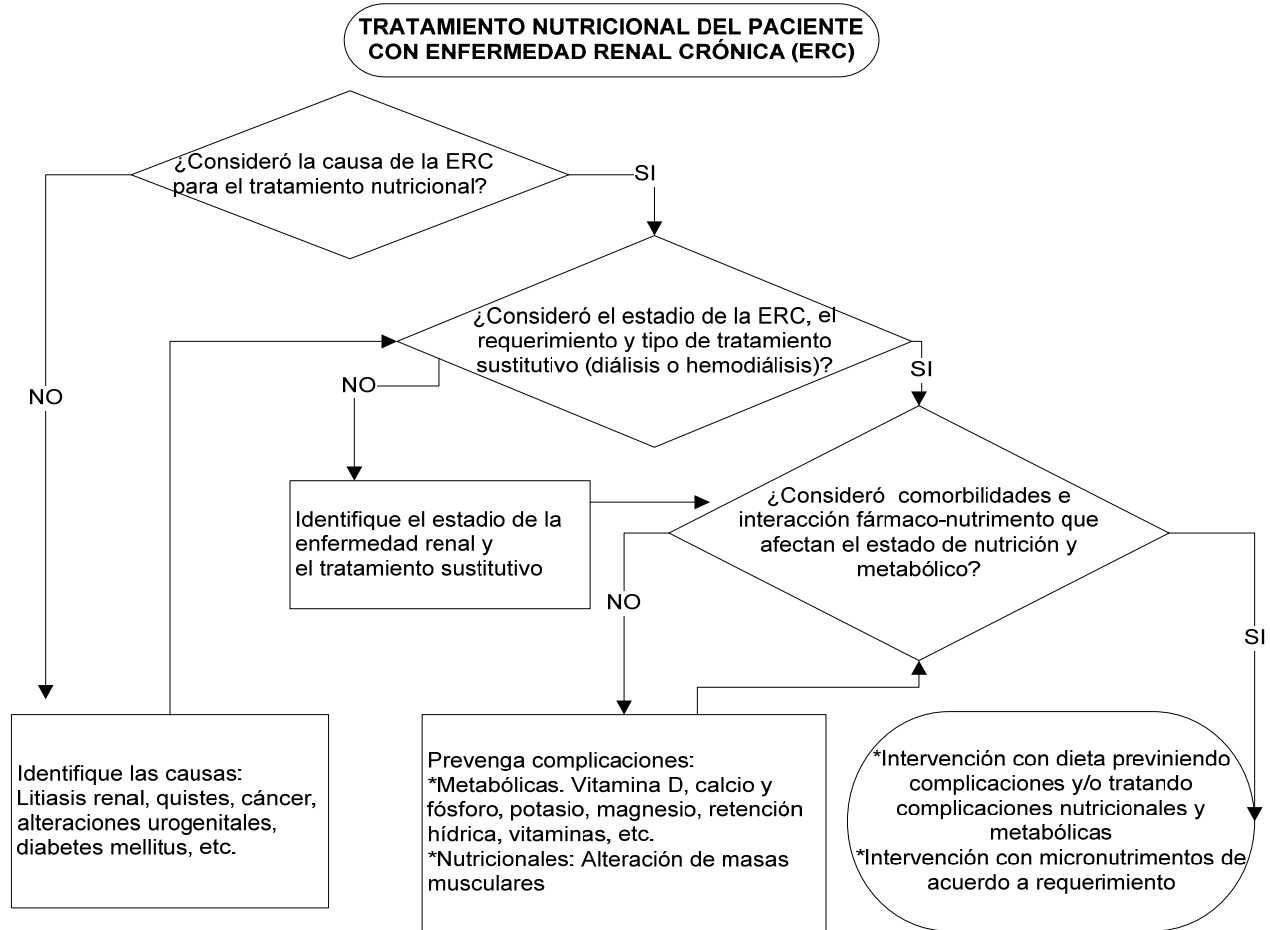 TRATAMIENTO NUTRICIONAL DEL PACIENTE
CON ENFERMEDAD RENAL CRÓNICA (ERC)
¿Consideró la causa de la ERC
para el tratamiento nutricional?
SI
NO
¿Consideró el estadio de la ERC, el
requerimiento y tipo de tratamiento
sustitutivo (diálisis o hemodiálisis)?
NO
SI
Identifique el estadio de la
enfermedad renal y
el tratamiento sustitutivo
¿Consideró comorbilidades e
interacción fármaco-nutrimento que
afectan el estado de nutrición y
metabólico?
NO
SI
Identifique las causas:
Litiasis renal, quistes, cáncer,
alteraciones urogenitales,
diabetes mellitus, etc.
Prevenga complicaciones:
*Metabólicas. Vitamina D, calcio y
fósforo, potasio, magnesio, retención
hídrica, vitaminas, etc.
*Nutricionales: Alteración de masas
musculares
*Intervención con dieta previniendo
complicaciones y/o tratando
complicaciones nutricionales y
metabólicas
*Intervención con micronutrimentos de
acuerdo a requerimiento